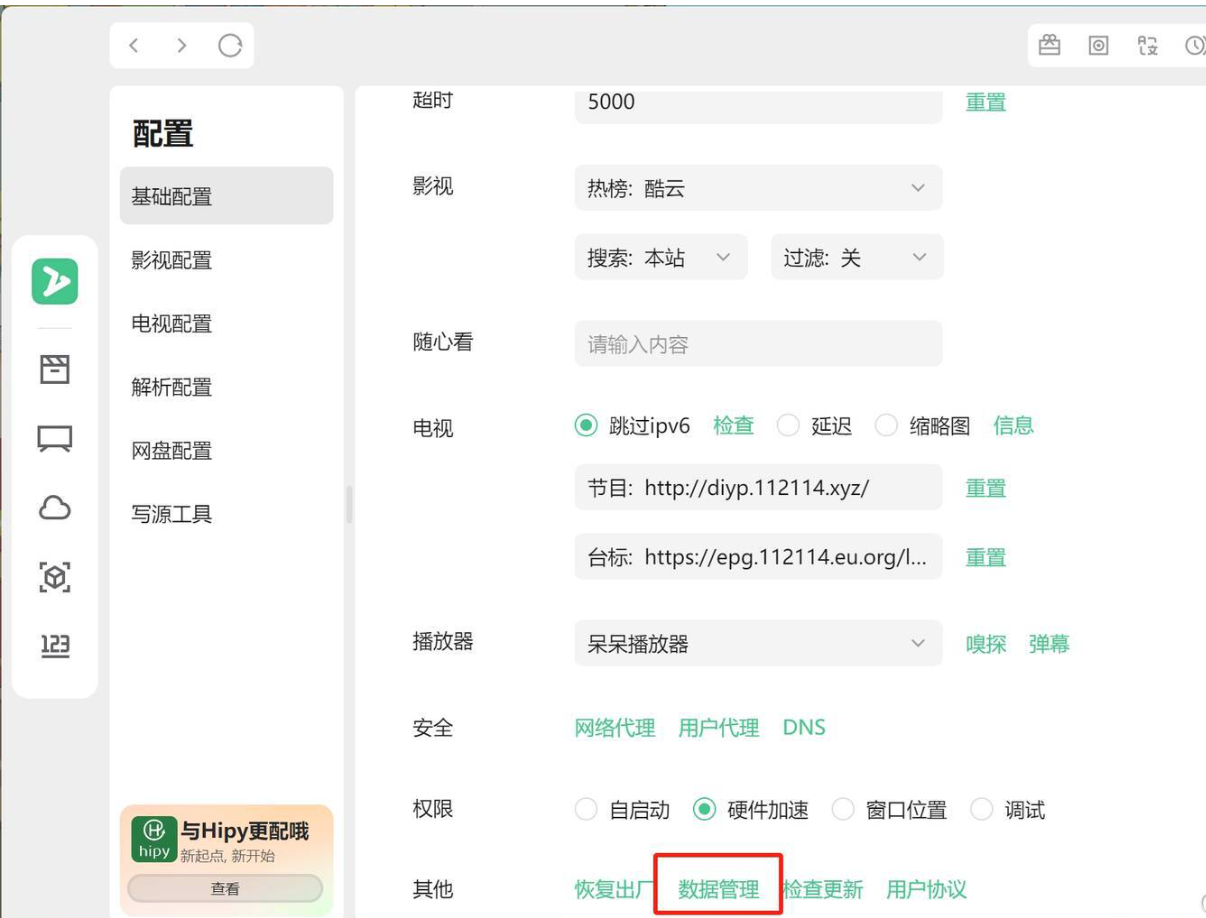 超时 5000 重置
配置
基础配置
影视 热榜: 酷云
影视配置
搜索: 本站 过滤: 关
电视配置
随心看 请输入内容
解析配置
电视 跳过ipv6 检查 延迟 缩略图 信息
网盘配置
节目: http://diyp.112114.xyz/ 重置
写源工具
台标: https://epg.112114.eu.org/l... 重置
123
播放器 呆呆播放器 嗅探 弹幕
安全 网络代理 用户代理 DNS
权限 自启动 硬件加速 窗口位置 调试
与Hipy更配哦
hipy 新起点, 新开始
查看
其他 恢复出厂 数据管理 检查更新 用户协议